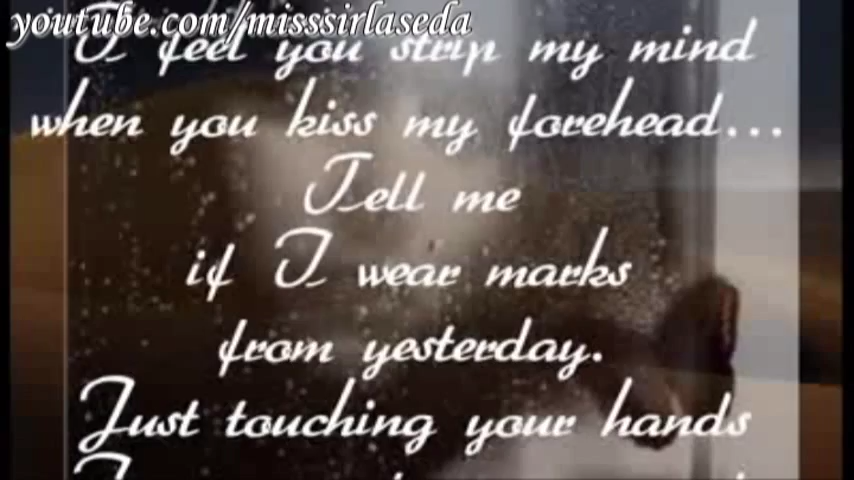 youtube.com/misssirlaseda
I feel you strip my mind
when you kiss my forehead...
Tell me
if I wear marks
from yesterday.
Just touching your hands